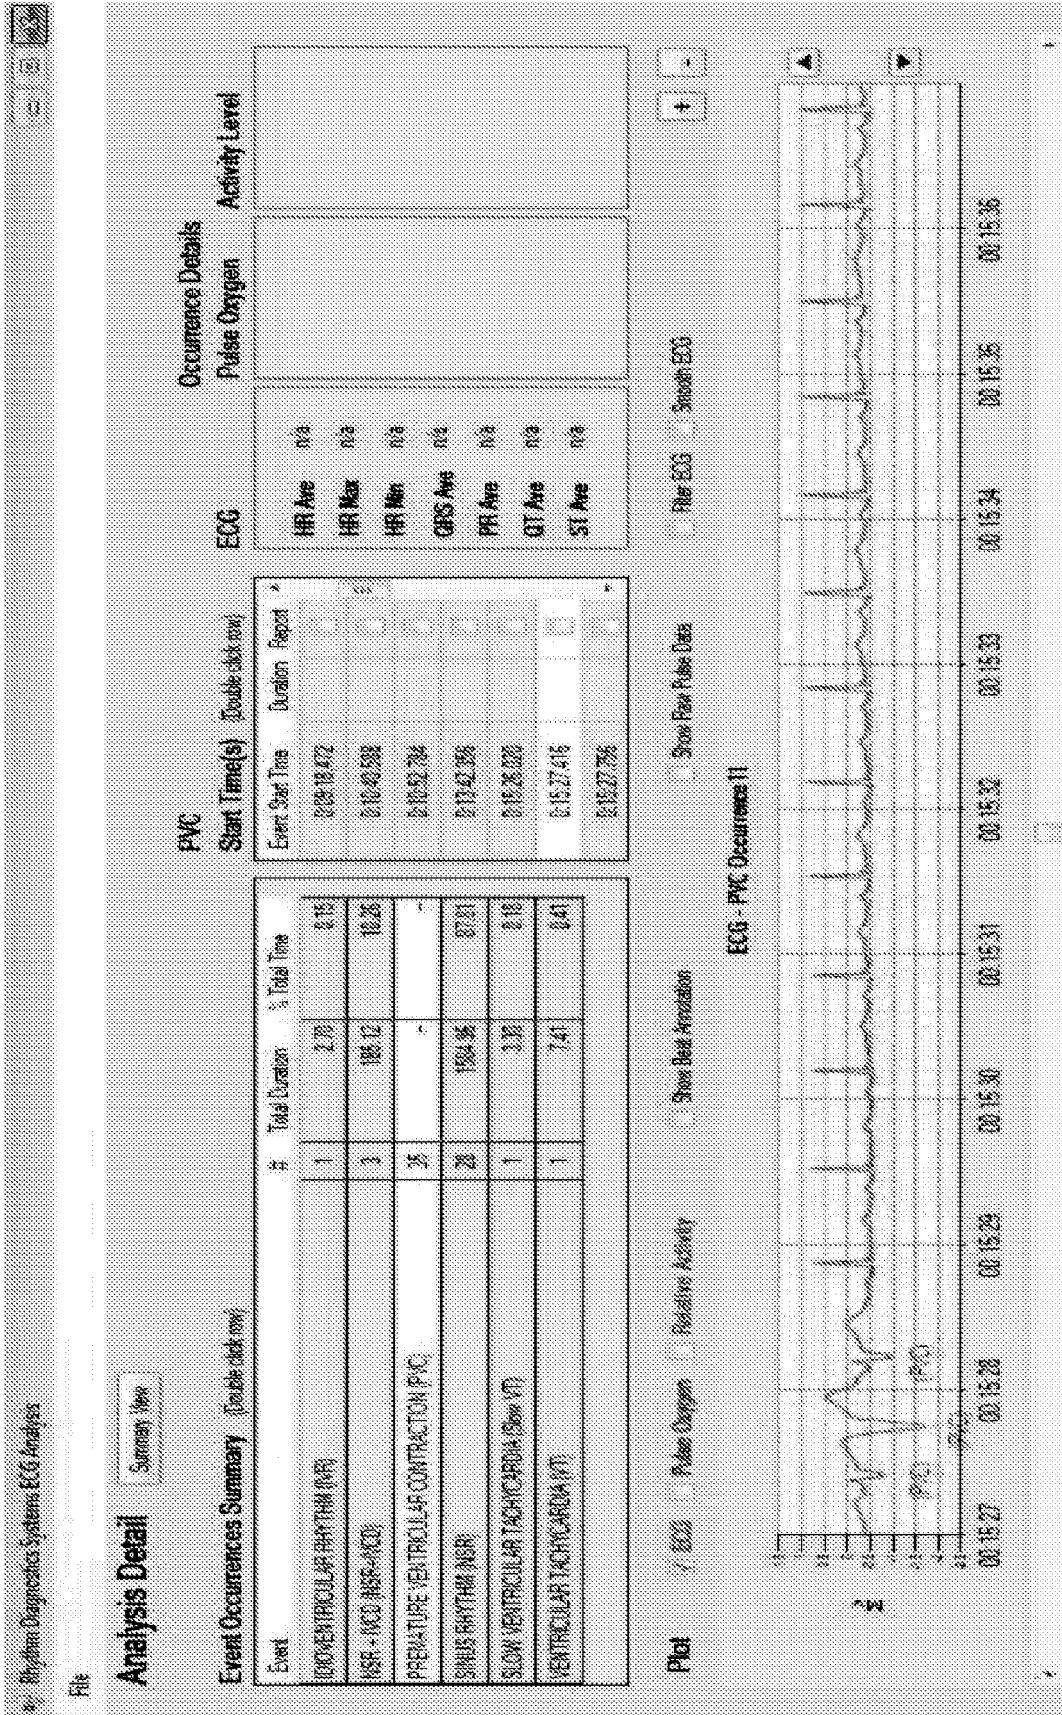 Rhythm Diagnostics Systems ECG Analysis
File
Analysis Detail
Summary View
PVC
Occurrence Details
Event Occurrences Summary (Double click row)
Start Time(s) (Double click row)
ECG
Pulse Oxygen
Activity Level
Event # Total Duration % Total Time
IDIOVENTRICULAR RHYTHM (IVR) 1 2.70 0.15
NSR - IVCD (NSR-IVCD) 3 185.12 10.26
PREMATURE VENTRICULAR CONTRACTION (PVC) 25 - -
SINUS RHYTHM (NSR) 28 1584.95 87.81
SLOW VENTRICULAR TACHYCARDIA (Slow VT) 1 3.18 0.18
VENTRICULAR TACHYCARDIA (VT) 1 7.41 0.41
Event Start Time Duration Report
0:09:18.472
0:10:40.588
0:10:52.784
0:13:42.356
0:15:26.020
0:15:27.416
0:15:27.756
HR Ave n/a
HR Max n/a
HR Min n/a
QRS Ave n/a
PR Ave n/a
QT Ave n/a
ST Ave n/a
Plot
✓ ECG
Pulse Oxygen
Relative Activity
Show Beat Annotation
Show Raw Pulse Data
Filter ECG
Smooth ECG
+
-
ECG - PVC Occurrence 11
mV
(PVC)
(PVC)
00:15:27
00:15:28
00:15:29
00:15:30
00:15:31
00:15:32
00:15:33
00:15:34
00:15:35
00:15:36